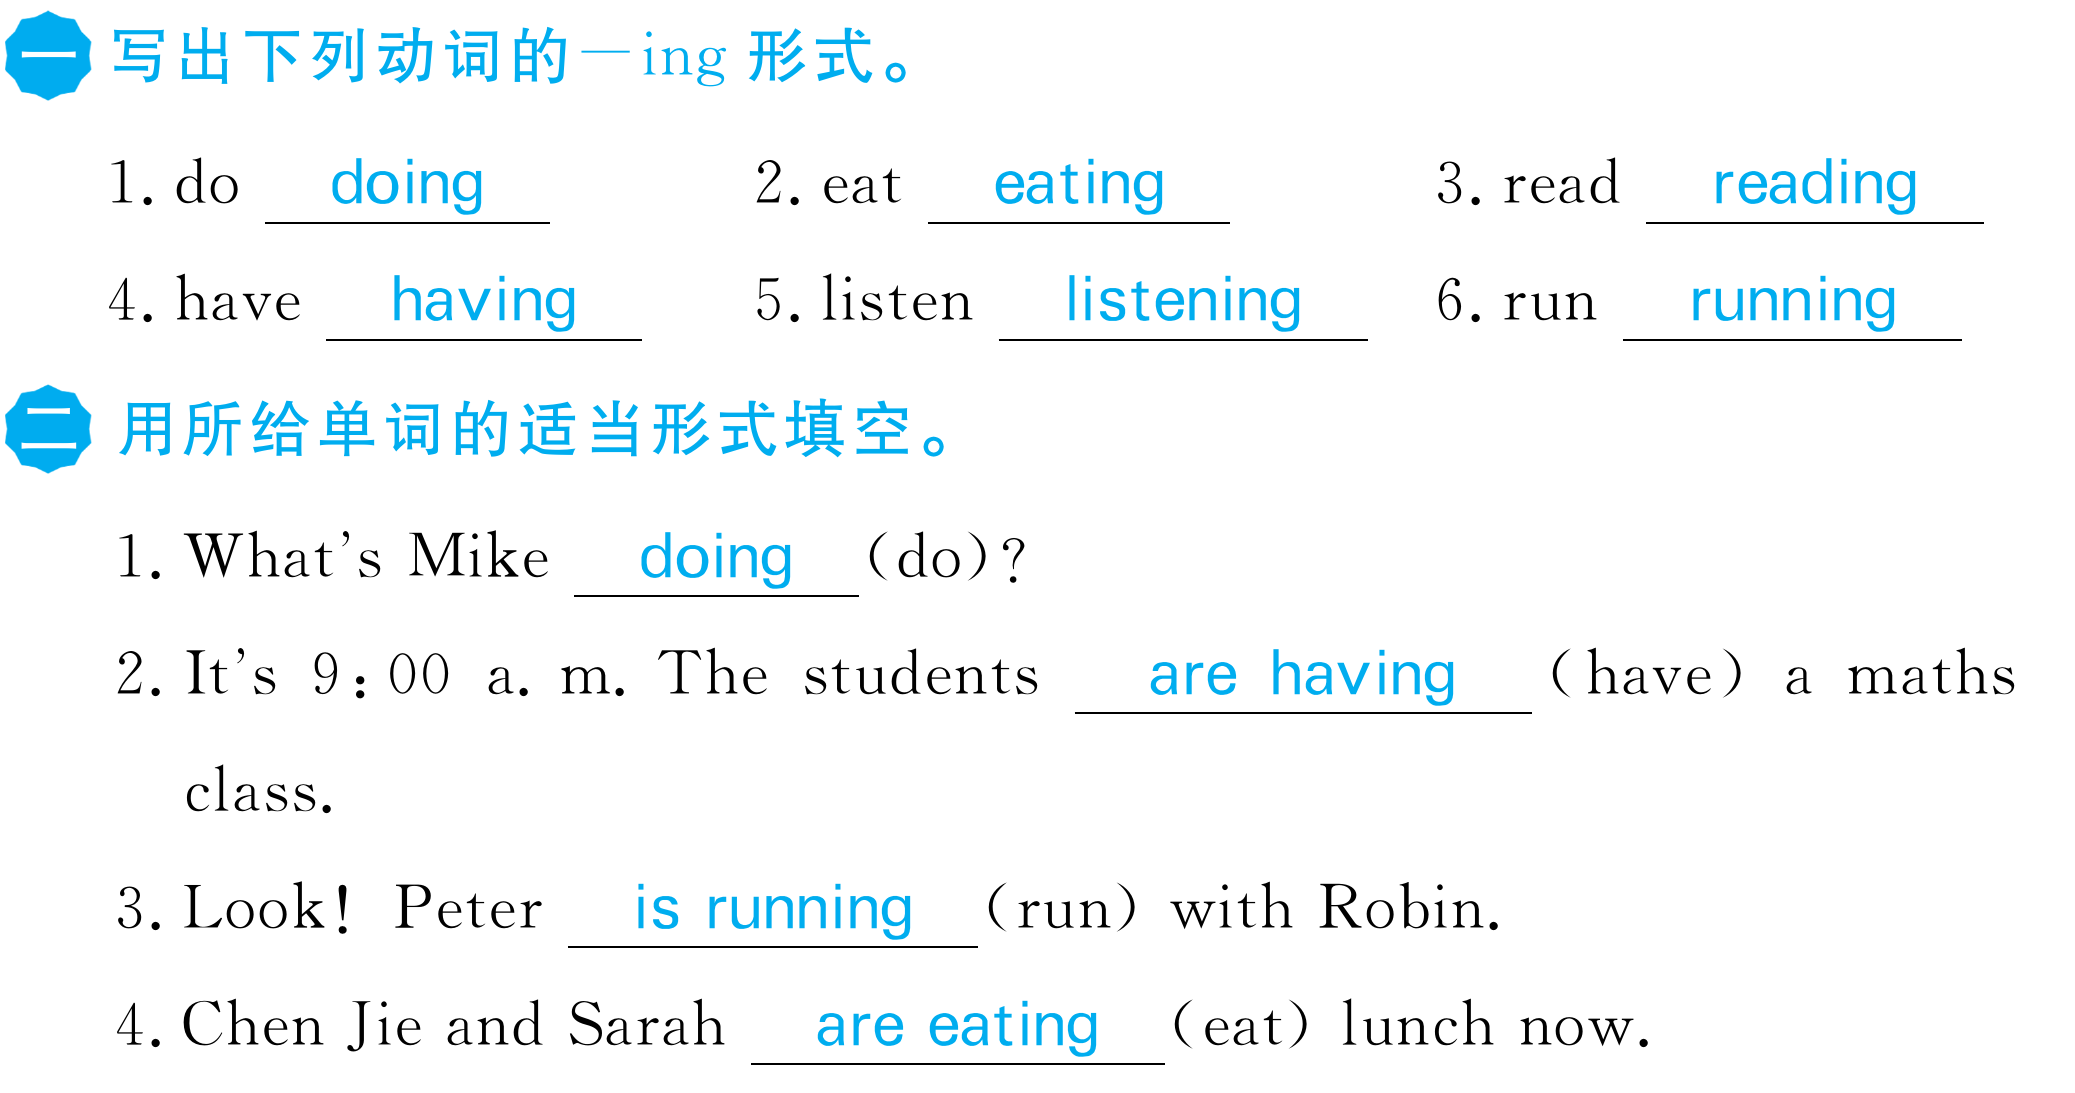 一 写出下列动词的－ing 形式。
1. do doing 2. eat eating 3. read reading
4. have having 5. listen listening 6. run running
二 用所给单词的适当形式填空。
1. What's Mike doing (do)?
2. It's 9:00 a. m. The students are having (have) a maths
class.
3. Look! Peter is running (run) with Robin.
4. Chen Jie and Sarah are eating (eat) lunch now.